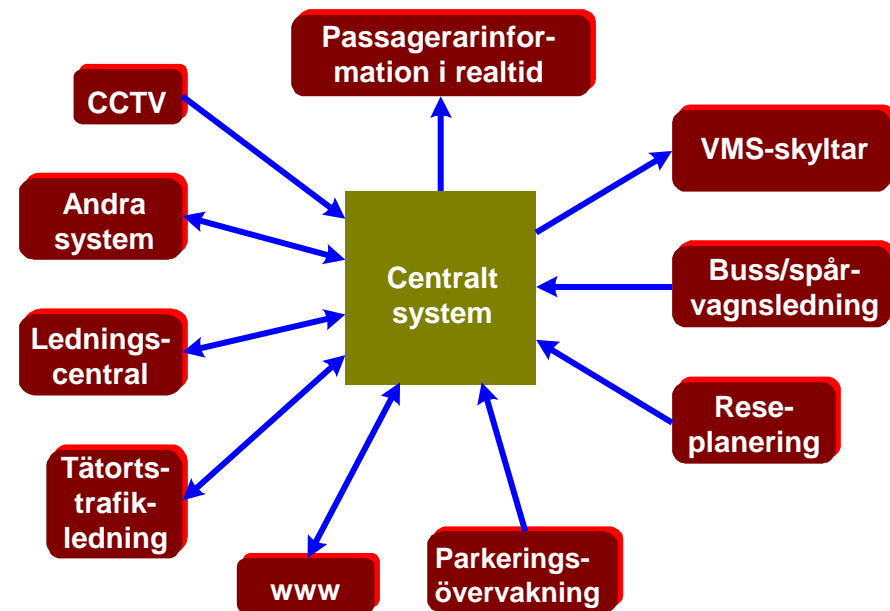 Passagerarinfor-
mation i realtid
CCTV
VMS-skyltar
Andra
system
Centralt
system
Buss/spår-
vagnsledning
Lednings-
central
Rese-
planering
Tätorts-
trafik-
ledning
www
Parkerings-
övervakning